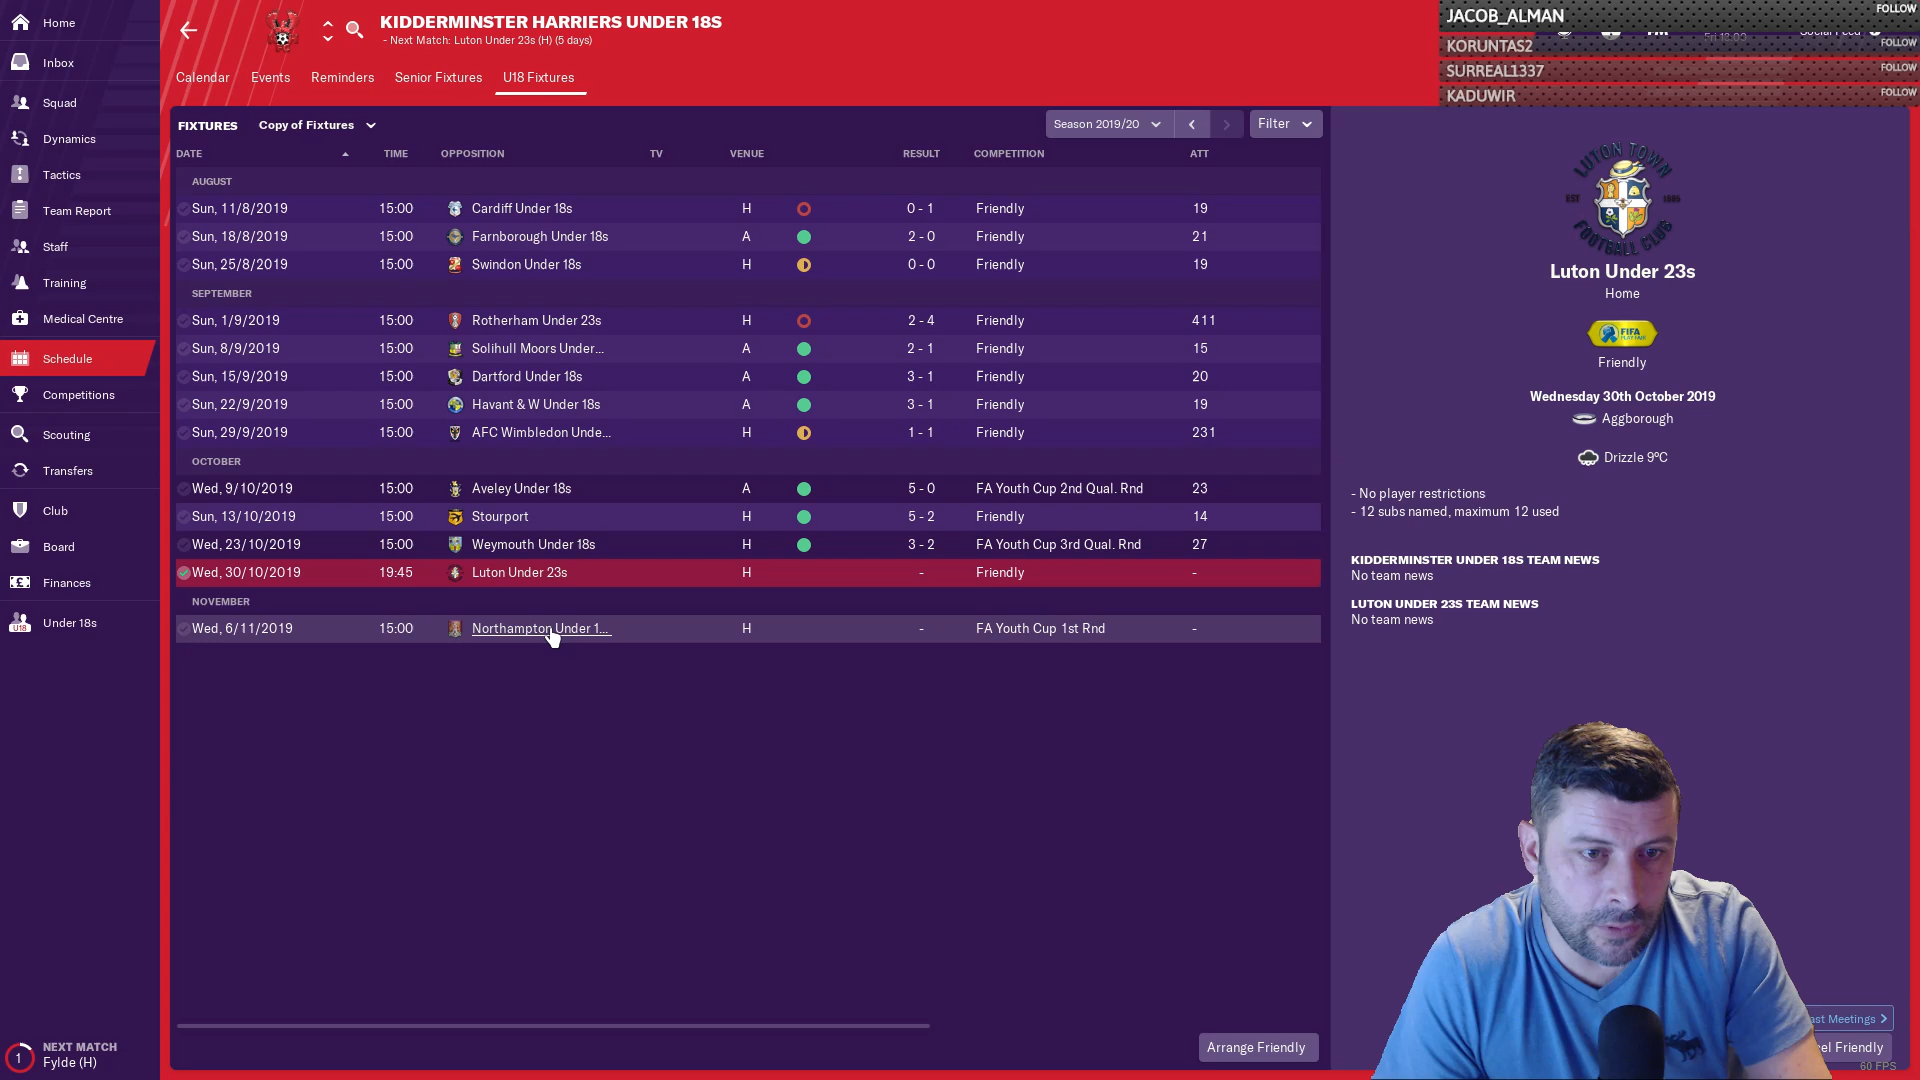 Home
Inbox
Squad
Dynamics
Tactics
Team Report
Staff
Training
Medical Centre
Schedule
Competitions
Scouting
Transfers
Club
Board
Finances
U18
Under 18s
1
NEXT MATCH
Fylde (H)
KIDDERMINSTER HARRIERS UNDER 18S
- Next Match: Luton Under 23s (H) (5 days)
Calendar Events Reminders Senior Fixtures U18 Fixtures
JACOB_ALMAN FOLLOW
KORUNTAS2 FOLLOW
SURREAL1337 FOLLOW
KADUWIR FOLLOW
FIXTURES Copy of Fixtures Season 2019/20 Filter
DATE TIME OPPOSITION TV VENUE RESULT COMPETITION ATT
AUGUST
Sun, 11/8/2019 15:00 Cardiff Under 18s H 0 - 1 Friendly 19
Sun, 18/8/2019 15:00 Farnborough Under 18s A 2 - 0 Friendly 21
Sun, 25/8/2019 15:00 Swindon Under 18s H 0 - 0 Friendly 19
SEPTEMBER
Sun, 1/9/2019 15:00 Rotherham Under 23s H 2 - 4 Friendly 411
Sun, 8/9/2019 15:00 Solihull Moors Under... A 2 - 1 Friendly 15
Sun, 15/9/2019 15:00 Dartford Under 18s A 3 - 1 Friendly 20
Sun, 22/9/2019 15:00 Havant & W Under 18s A 3 - 1 Friendly 19
Sun, 29/9/2019 15:00 AFC Wimbledon Unde... H 1 - 1 Friendly 231
OCTOBER
Wed, 9/10/2019 15:00 Aveley Under 18s A 5 - 0 FA Youth Cup 2nd Qual. Rnd 23
Sun, 13/10/2019 15:00 Stourport H 5 - 2 Friendly 14
Wed, 23/10/2019 15:00 Weymouth Under 18s H 3 - 2 FA Youth Cup 3rd Qual. Rnd 27
Wed, 30/10/2019 19:45 Luton Under 23s H - Friendly -
NOVEMBER
Wed, 6/11/2019 15:00 Northampton Under 1... H - FA Youth Cup 1st Rnd -
Arrange Friendly
LUTON TOWN
EST 1885
FOOTBALL CLUB
Luton Under 23s
Home
FIFA
Friendly
Wednesday 30th October 2019
Aggborough
Drizzle 9°C
- No player restrictions
- 12 subs named, maximum 12 used
KIDDERMINSTER UNDER 18S TEAM NEWS
No team news
LUTON UNDER 23S TEAM NEWS
No team news
Meetings
Friendly
60 FPS